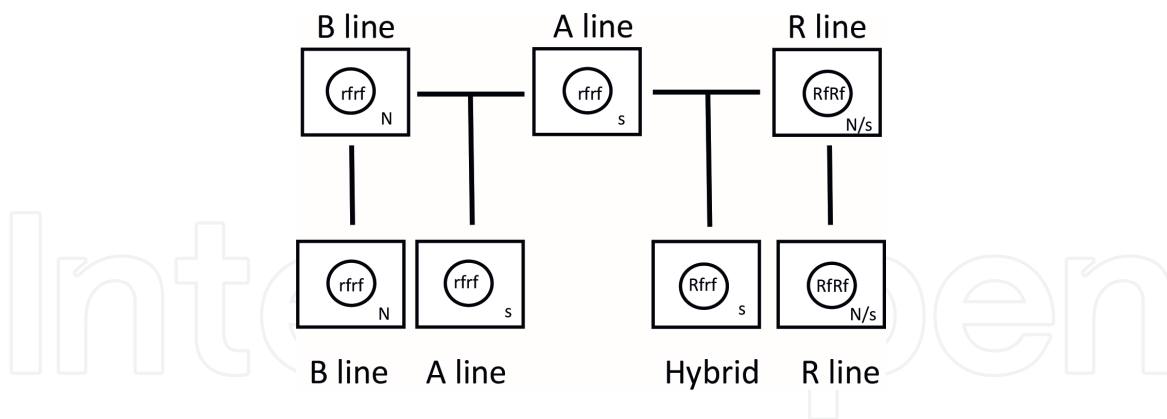 B line A line R line
rfrf rfrf RfRf
N s N/s
rfrf rfrf Rfrf RfRf
N s s N/s
B line A line Hybrid R line